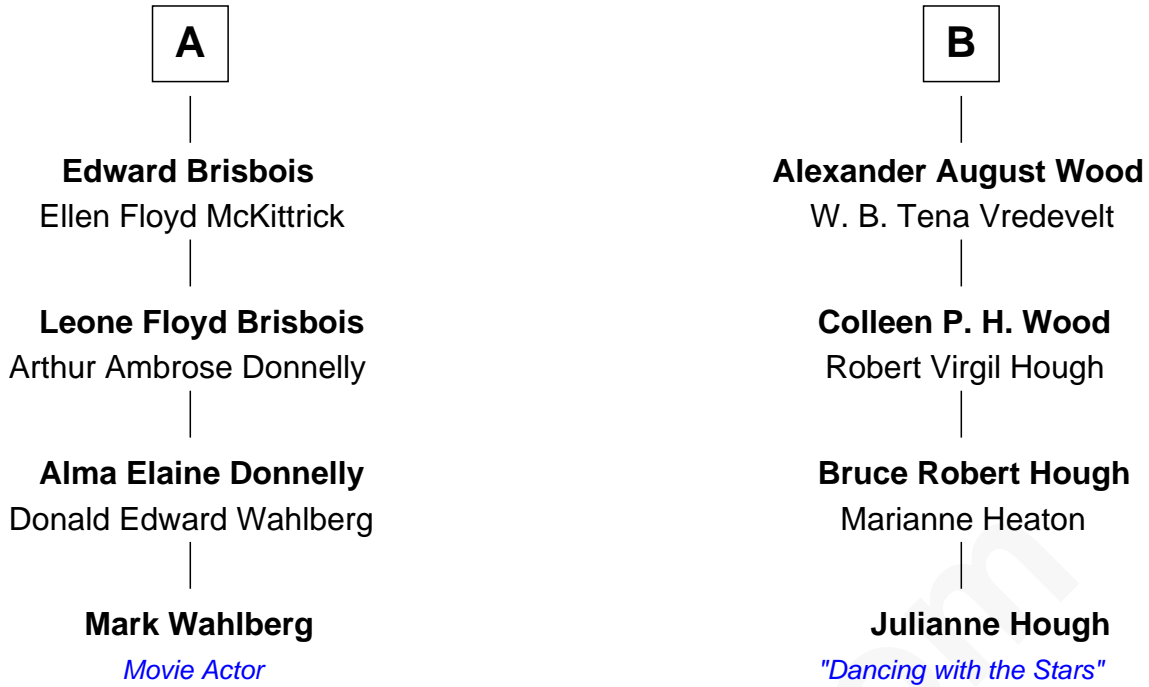 A
Edward Brisbois
Ellen Floyd McKittrick
Leone Floyd Brisbois
Arthur Ambrose Donnelly
Alma Elaine Donnelly
Donald Edward Wahlberg
Mark Wahlberg
Movie Actor
B
Alexander August Wood
W. B. Tena Vredevelt
Colleen P. H. Wood
Robert Virgil Hough
Bruce Robert Hough
Marianne Heaton
Julianne Hough
"Dancing with the Stars"